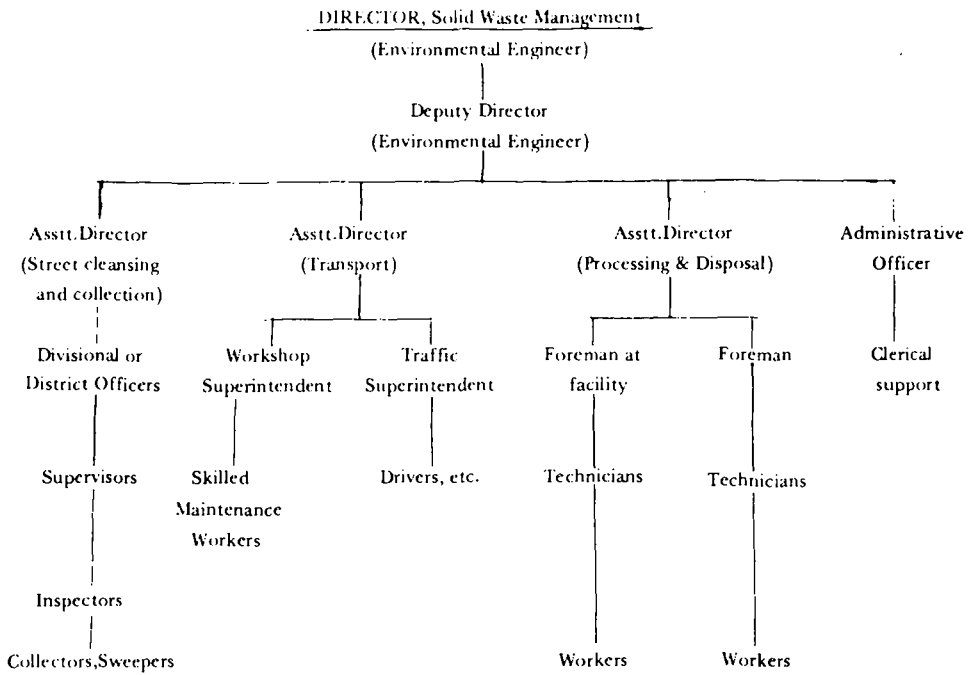 DIRECTOR, Solid Waste Management
(Environmental Engineer)
Deputy Director
(Environmental Engineer)
Asstt.Director
(Street cleansing
and collection)
Asstt.Director
(Transport)
Asstt.Director
(Processing & Disposal)
Administrative
Officer
Divisional or
District Officers
Workshop
Superintendent
Traffic
Superintendent
Foreman at
facility
Foreman
Clerical
support
Supervisors
Skilled
Maintenance
Workers
Drivers, etc.
Technicians
Technicians
Inspectors
Collectors,Sweepers
Workers
Workers